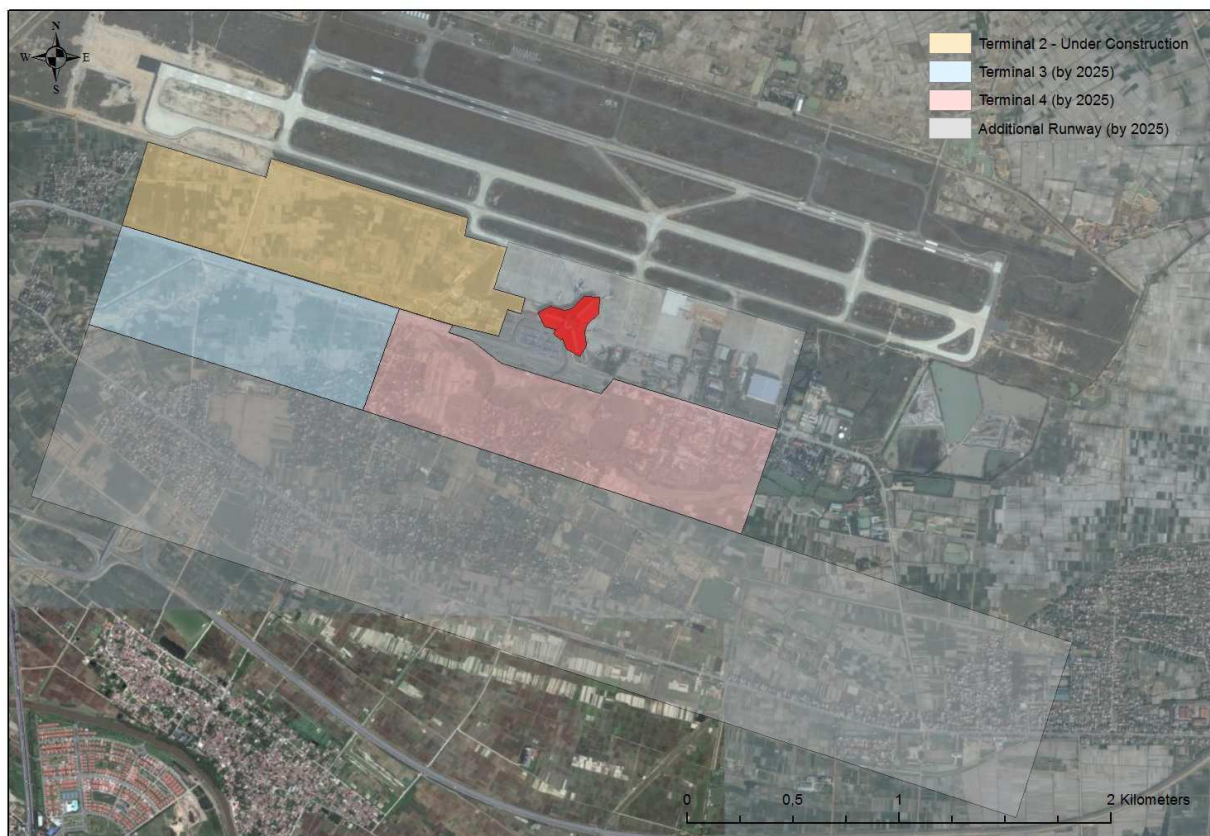 N
W E
S
Terminal 2 - Under Construction
Terminal 3 (by 2025)
Terminal 4 (by 2025)
Additional Runway (by 2025)
0 0,5 1 2 Kilometers